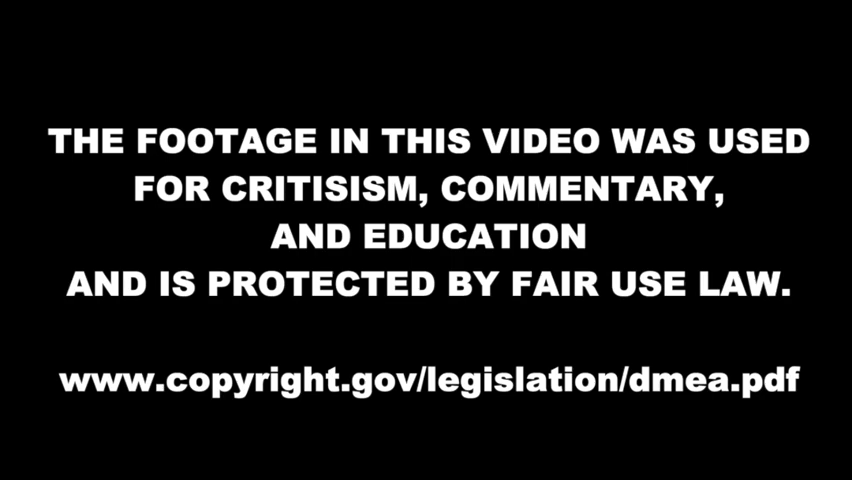 THE FOOTAGE IN THIS VIDEO WAS USED
FOR CRITISISM, COMMENTARY,
AND EDUCATION
AND IS PROTECTED BY FAIR USE LAW.
www.copyright.gov/legislation/dmea.pdf